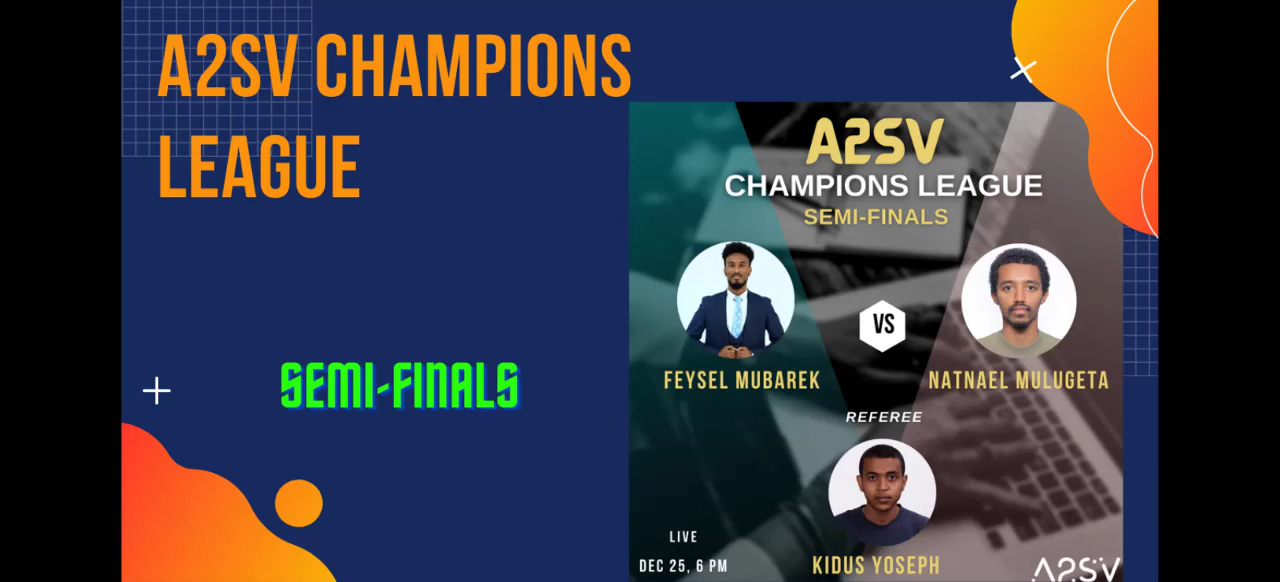 A2SV CHAMPIONS
LEAGUE
SEMI-FINALS
A2SV
CHAMPIONS LEAGUE
SEMI-FINALS
VS
FEYSEL MUBAREK
NATNAEL MULUGETA
REFEREE
KIDUS YOSEPH
LIVE
DEC 25, 6 PM
A2SV